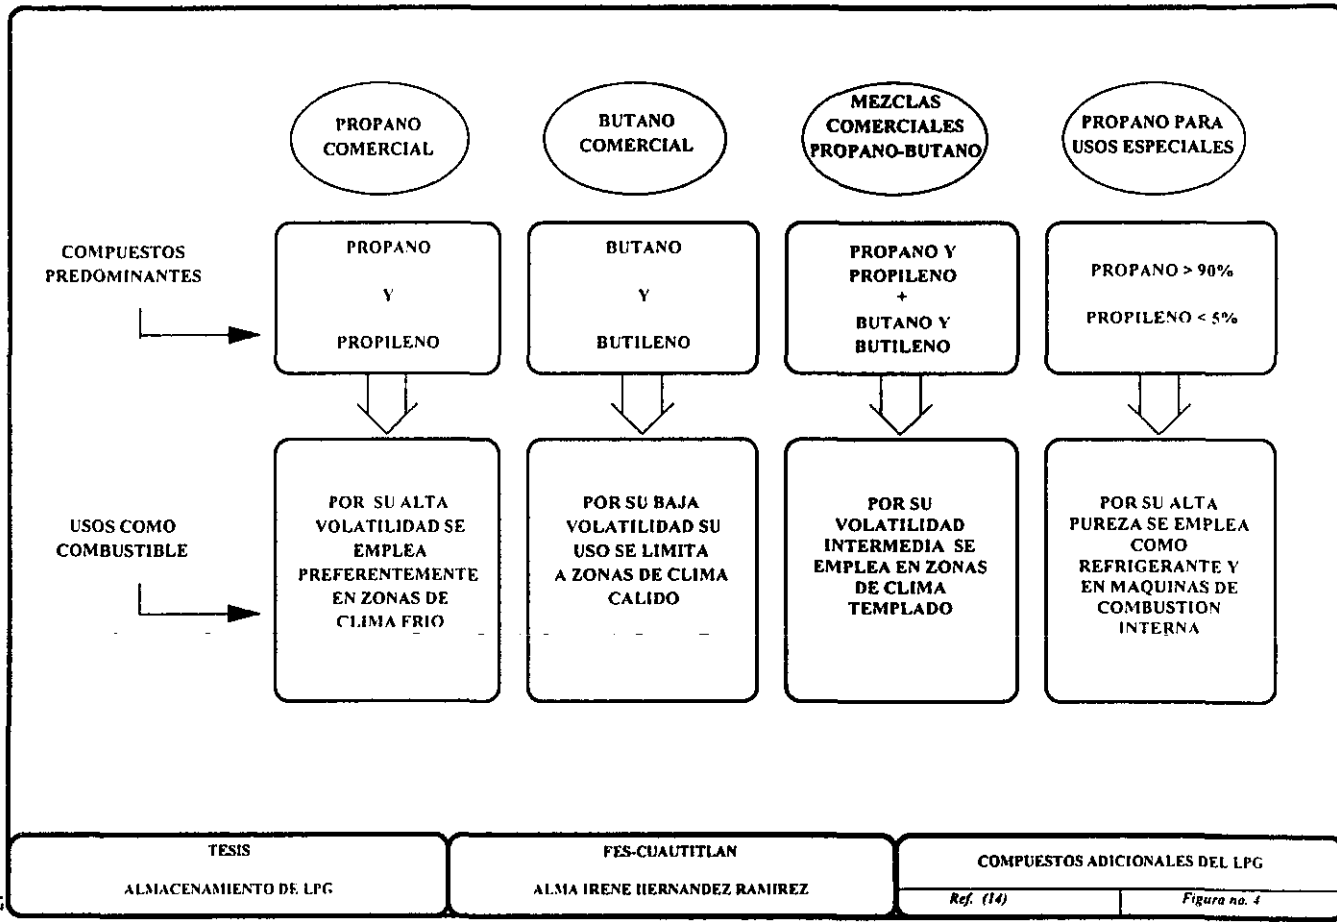 PROPANO
COMERCIAL
BUTANO
COMERCIAL
MEZCLAS
COMERCIALES
PROPANO-BUTANO
PROPANO PARA
USOS ESPECIALES
COMPUESTOS
PREDOMINANTES
PROPANO
Y
PROPILENO
BUTANO
Y
BUTILENO
PROPANO Y
PROPILENO
+
BUTANO Y
BUTILENO
PROPANO > 90%
PROPILENO < 5%
USOS COMO
COMBUSTIBLE
POR SU ALTA
VOLATILIDAD SE
EMPLEA
PREFERENTEMENTE
EN ZONAS DE
CLIMA FRIO
POR SU BAJA
VOLATILIDAD SU
USO SE LIMITA
A ZONAS DE CLIMA
CALIDO
POR SU
VOLATILIDAD
INTERMEDIA SE
EMPLEA EN ZONAS
DE CLIMA
TEMPLADO
POR SU ALTA
PUREZA SE EMPLEA
COMO
REFRIGERANTE Y
EN MAQUINAS DE
COMBUSTION
INTERNA
TESIS
ALMACENAMIENTO DE LPG
FES-CUAUTITLAN
ALMA IRENE HERNANDEZ RAMIREZ
COMPUESTOS ADICIONALES DEL LPG
Ref. (14)
Figura no. 4